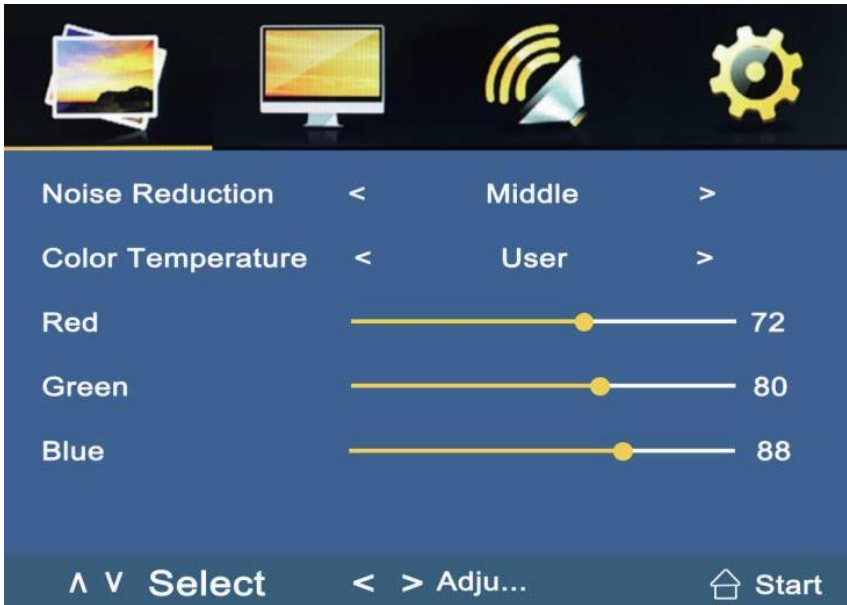 Noise Reduction < Middle >
Color Temperature < User >
Red 72
Green 80
Blue 88
∧ ∨ Select < > Adju... Start